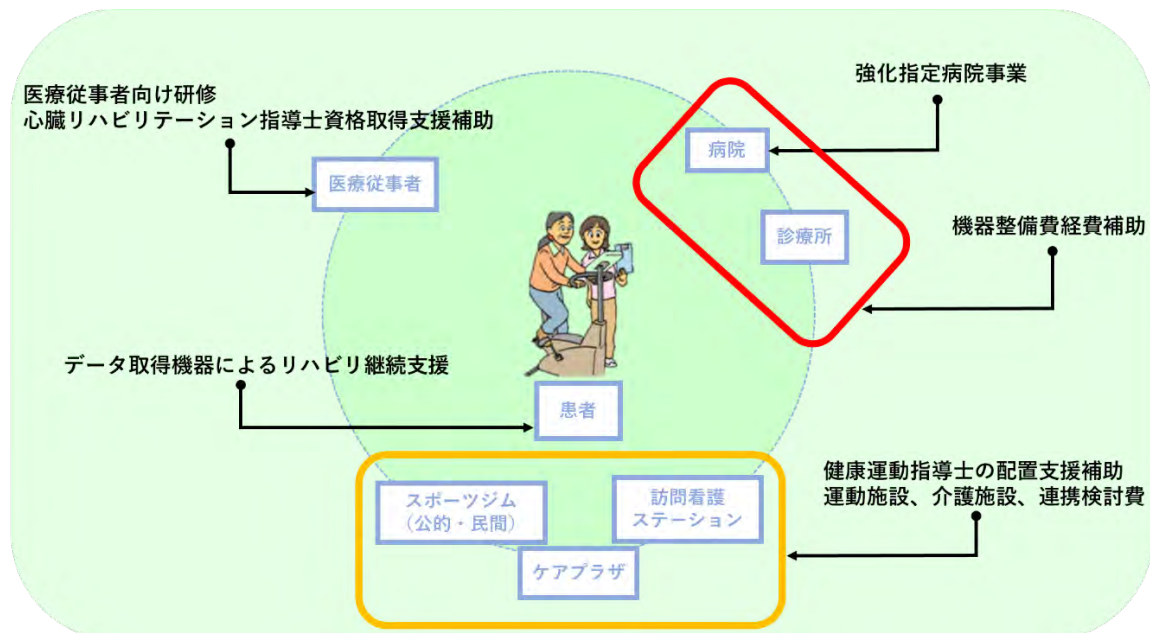 強化指定病院事業
医療従事者向け研修
心臓リハビリテーション指導士資格取得支援補助
病院
医療従事者
機器整備費経費補助
診療所
データ取得機器によるリハビリ継続支援
患者
健康運動指導士の配置支援補助
運動施設、介護施設、連携検討費
スポーツジム
（公的・民間）
訪問看護
ステーション
ケアプラザ